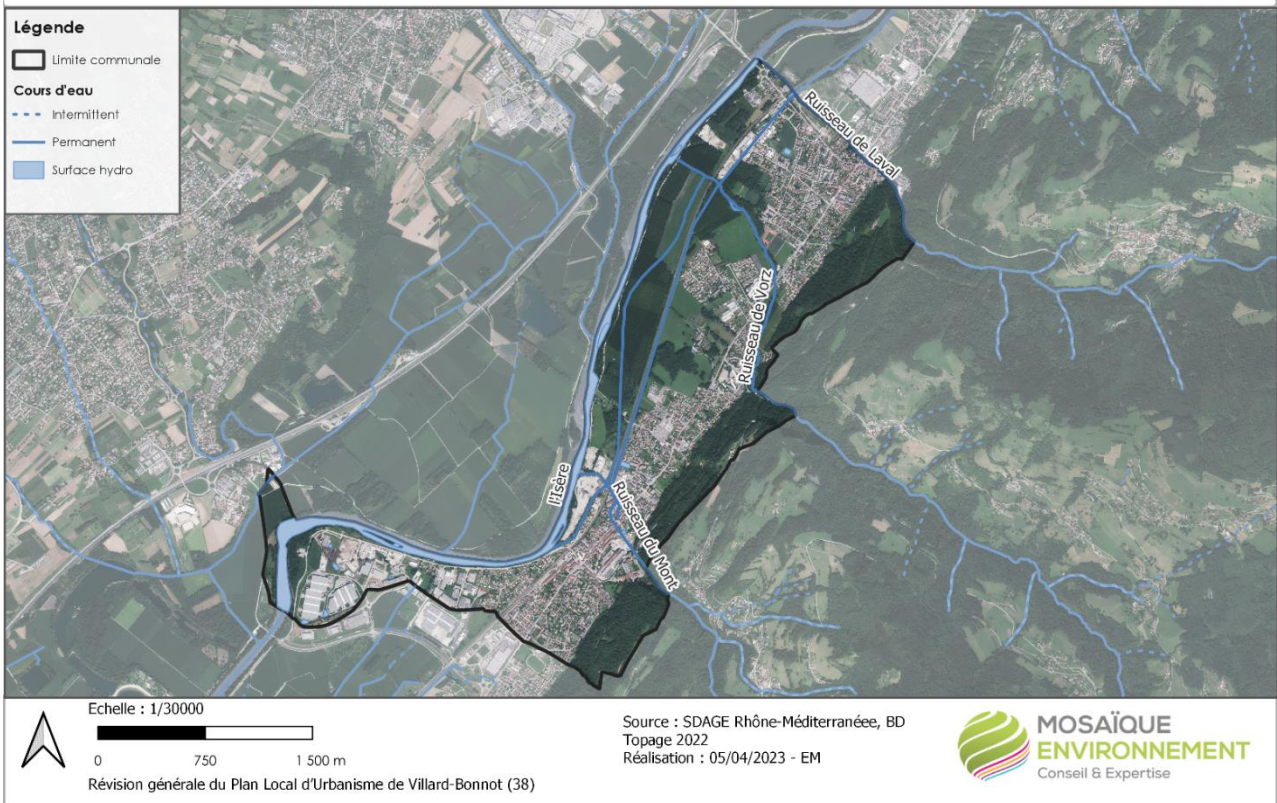 Légende
Limite communale
Cours d'eau
Intermittent
Permanent
Surface hydro
Ruisseau de Laval
Ruisseau de Vorz
l'Isère
Ruisseau du Mont
Echelle : 1/30000
0 750 1 500 m
Révision générale du Plan Local d'Urbanisme de Villard-Bonnot (38)
Source : SDAGE Rhône-Méditerranéee, BD
Topage 2022
Réalisation : 05/04/2023 - EM
MOSAÏQUE
ENVIRONNEMENT
Conseil & Expertise